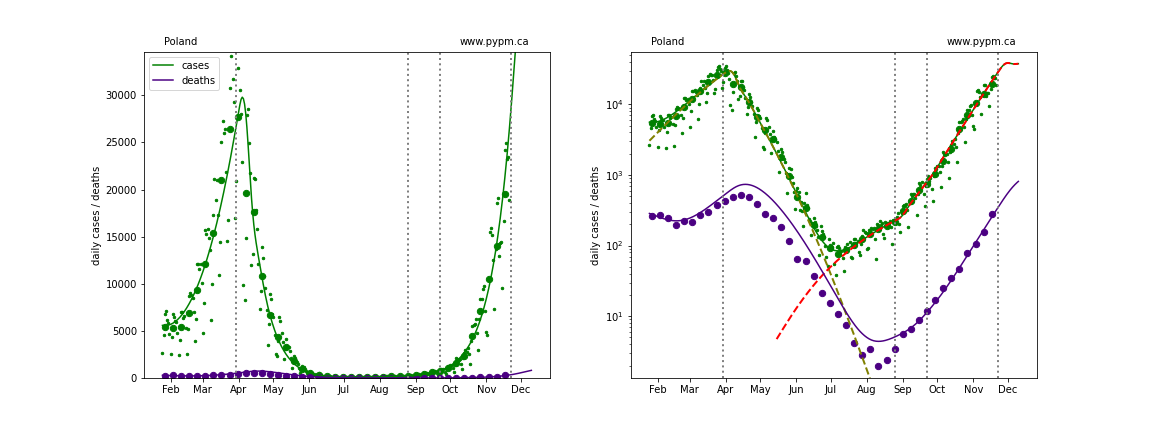 Poland www.pypm.ca
cases
deaths
daily cases / deaths
30000
25000
20000
15000
10000
5000
0
Feb Mar Apr May Jun Jul Aug Sep Oct Nov Dec
Poland www.pypm.ca
daily cases / deaths
10⁴
10³
10²
10¹
Feb Mar Apr May Jun Jul Aug Sep Oct Nov Dec